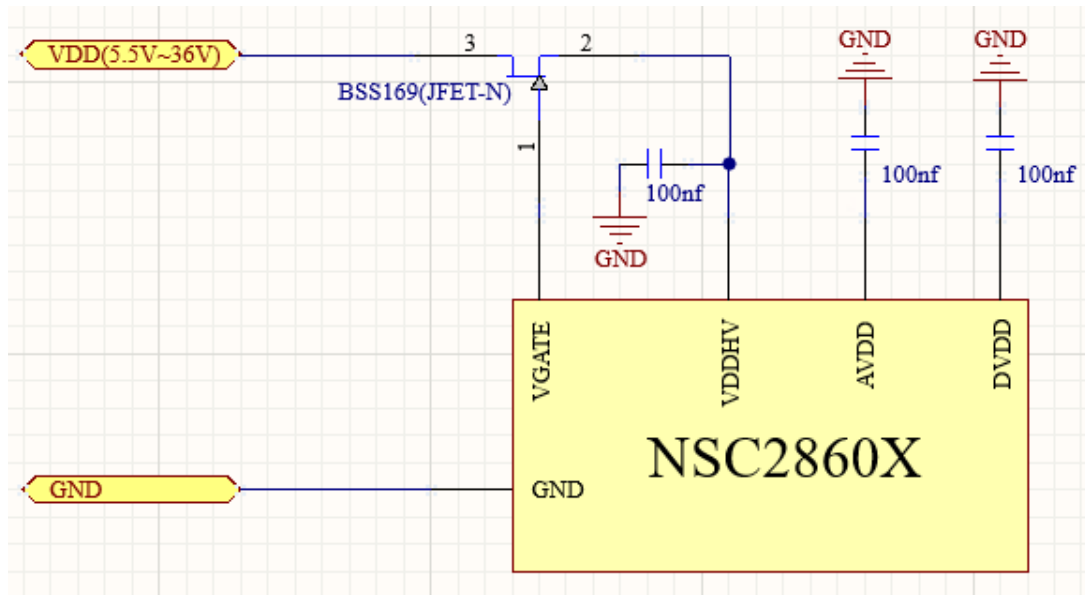 VDD(5.5V~36V)
3
2
BSS169(JFET-N)
1
100nf
GND
GND
100nf
GND
100nf
VGATE
VDDHV
AVDD
DVDD
NSC2860X
GND
GND